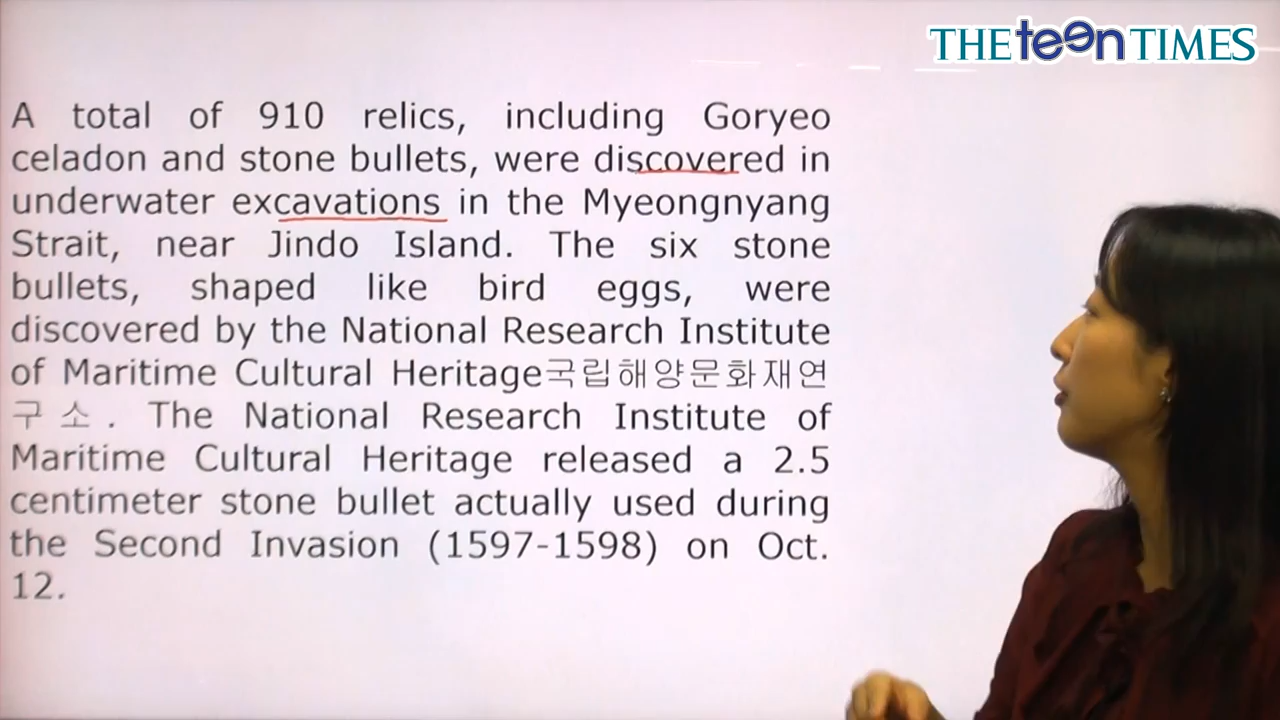 THE teen TIMES
A total of 910 relics, including Goryeo
celadon and stone bullets, were discovered in
underwater excavations in the Myeongnyang
Strait, near Jindo Island. The six stone
bullets, shaped like bird eggs, were
discovered by the National Research Institute
of Maritime Cultural Heritage국립해양문화재연
구소. The National Research Institute of
Maritime Cultural Heritage released a 2.5
centimeter stone bullet actually used during
the Second Invasion (1597-1598) on Oct.
12.